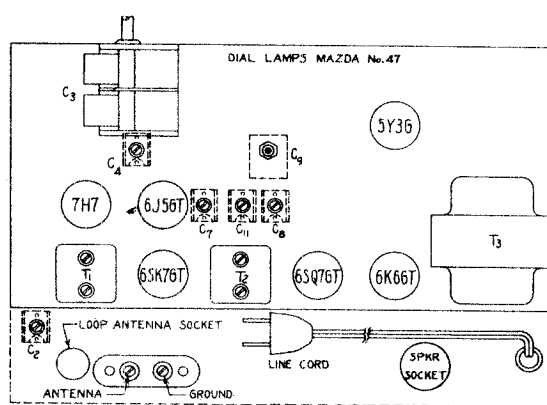 DIAL LAMPS MAZDA No.47
C3
5Y3G
C4
C9
7H7
6J5GT
C7
C11
C8
T1
6SK7GT
T2
6SQ7GT
6K6GT
T3
C2
LOOP ANTENNA SOCKET
LINE CORD
SPKR
SOCKET
ANTENNA
GROUND